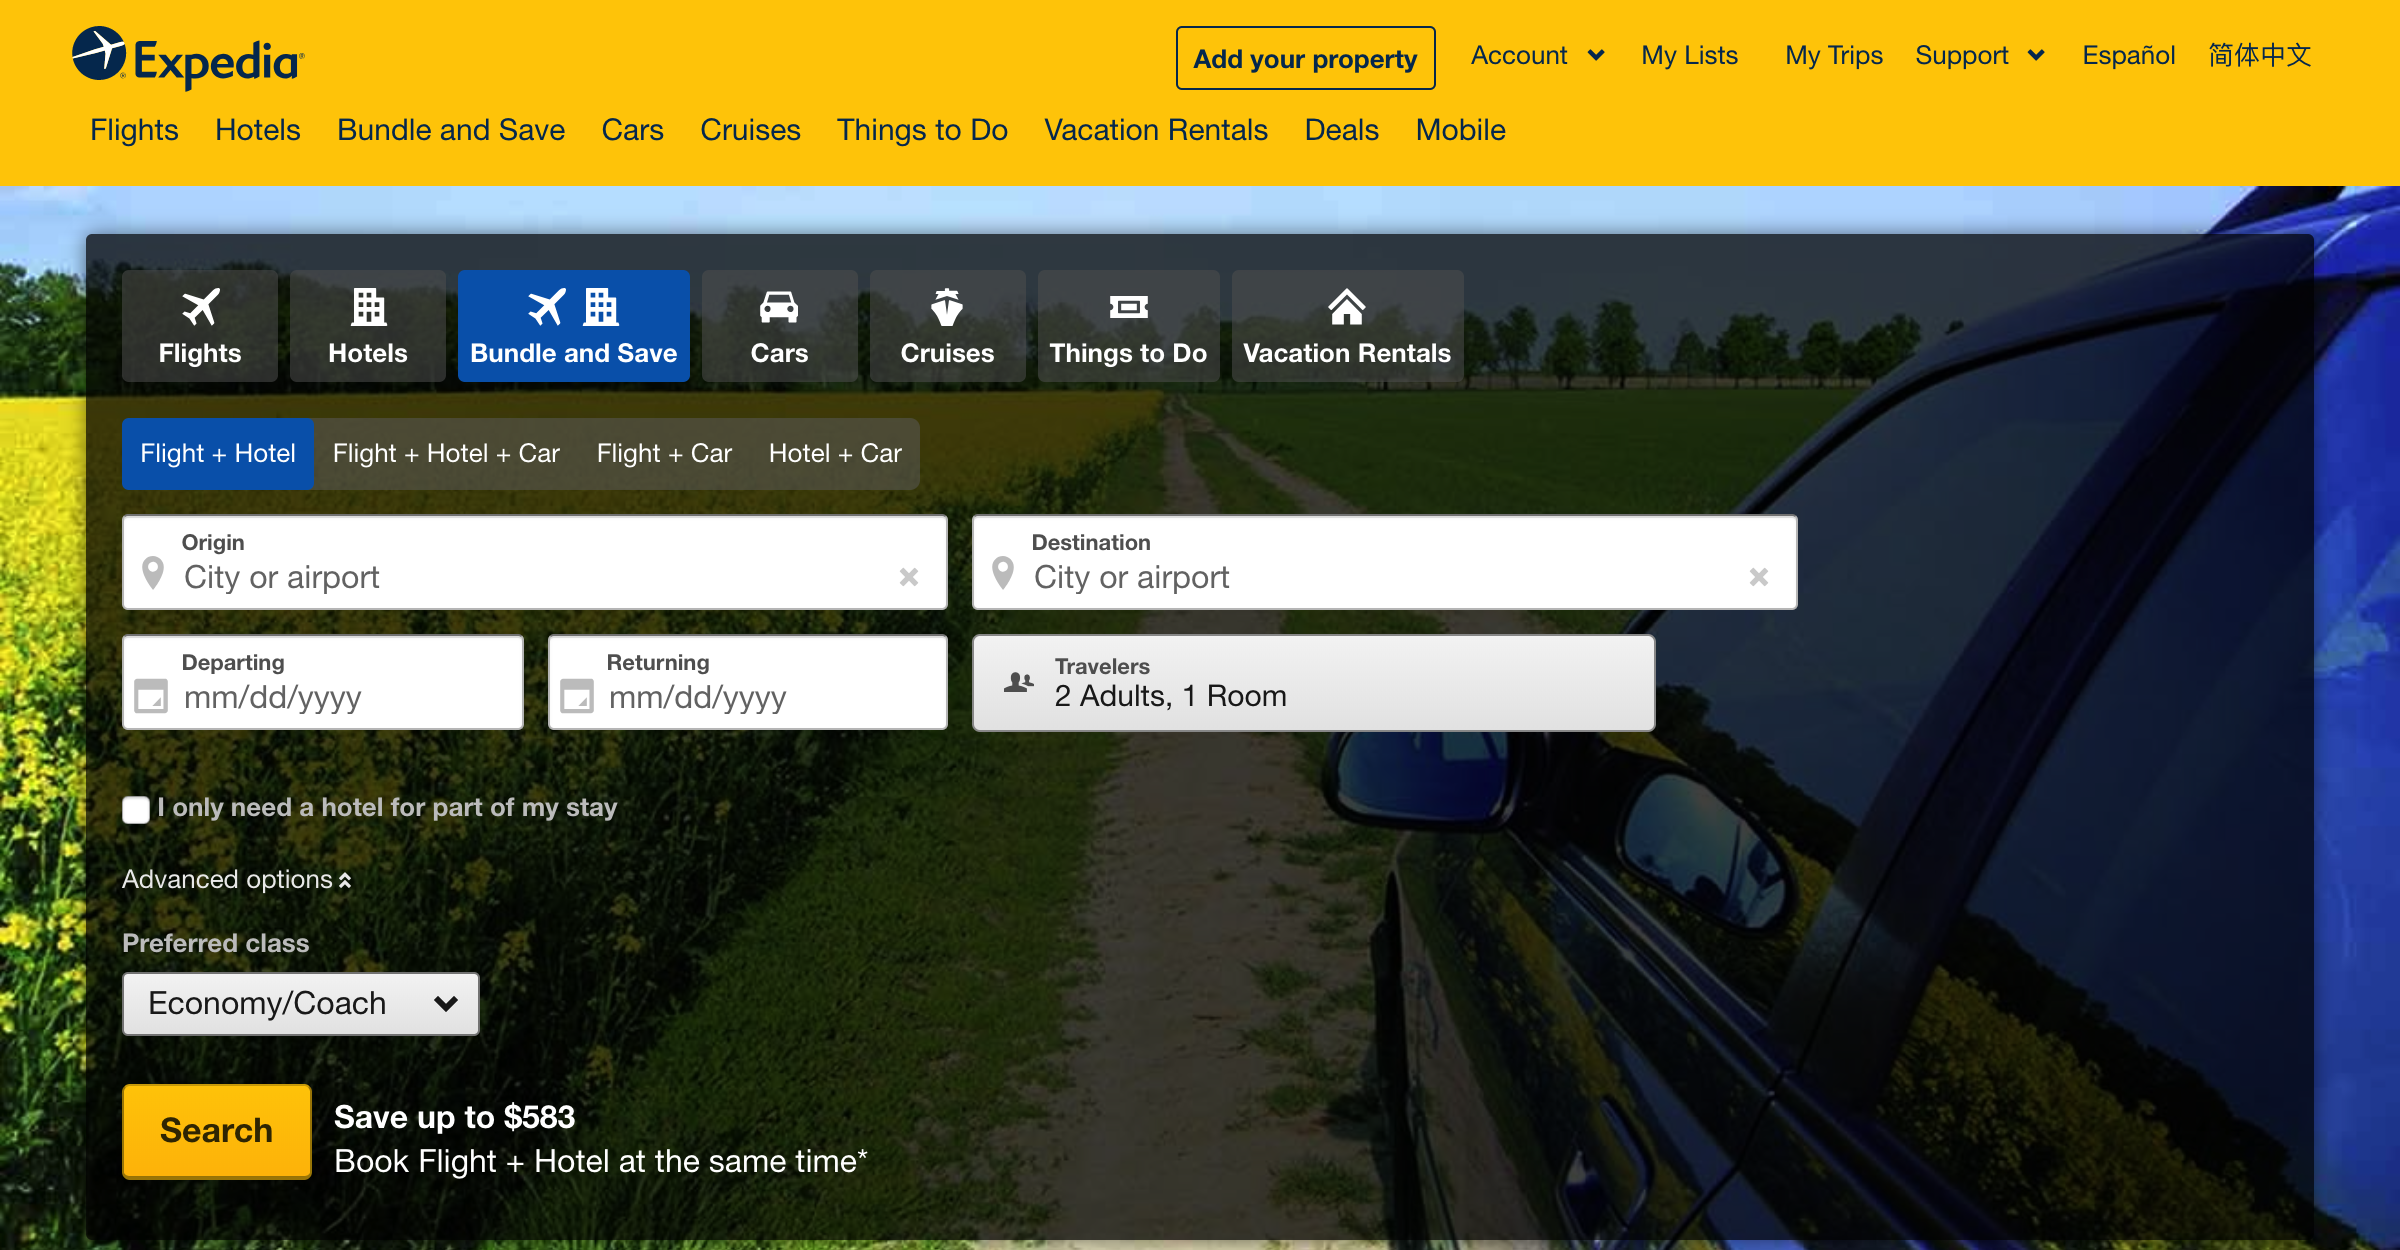 Expedia
Add your property
Account
My Lists
My Trips
Support
Español
简体中文
Flights
Hotels
Bundle and Save
Cars
Cruises
Things to Do
Vacation Rentals
Deals
Mobile
Flights
Hotels
Bundle and Save
Cars
Cruises
Things to Do
Vacation Rentals
Flight + Hotel
Flight + Hotel + Car
Flight + Car
Hotel + Car
Origin
City or airport
Destination
City or airport
Departing
mm/dd/yyyy
Returning
mm/dd/yyyy
Travelers
2 Adults, 1 Room
I only need a hotel for part of my stay
Advanced options
Preferred class
Economy/Coach
Search
Save up to $583
Book Flight + Hotel at the same time*